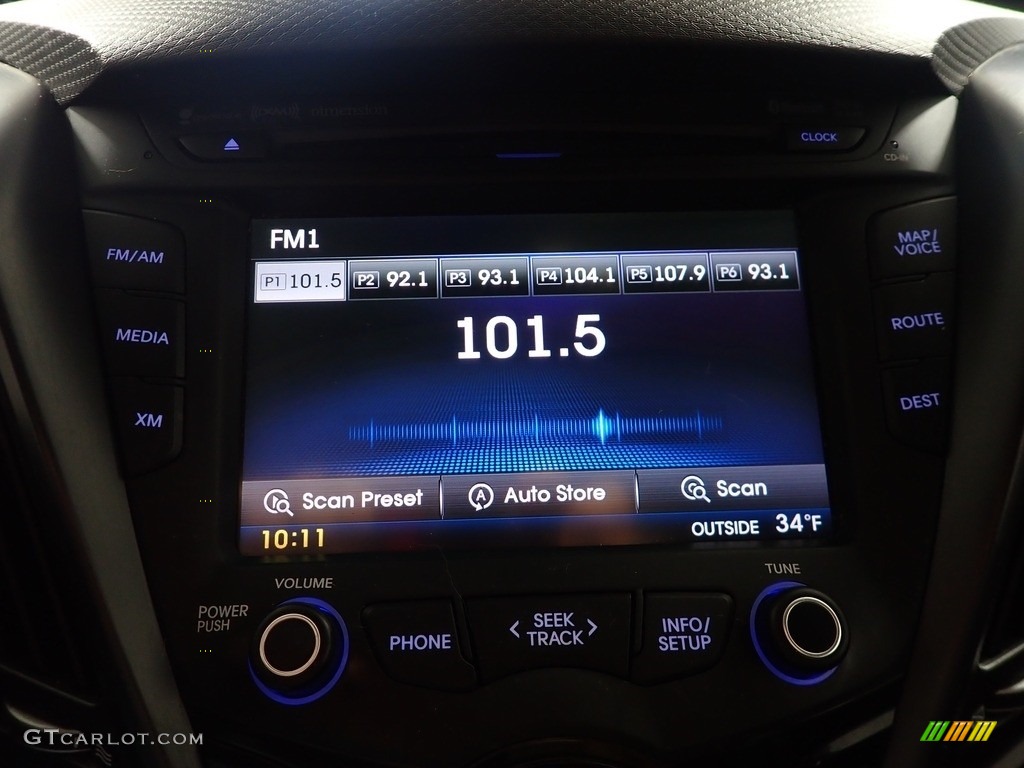 CLOCK
CD-IN
FM/AM
MEDIA
XM
FM1
P1 101.5 P2 92.1 P3 93.1 P4 104.1 P5 107.9 P6 93.1
101.5
Scan Preset Auto Store Scan
10:11 OUTSIDE 34°F
MAP/
VOICE
ROUTE
DEST
VOLUME
TUNE
POWER
PUSH
PHONE
< SEEK
TRACK >
INFO/
SETUP
GTCARLOT.COM